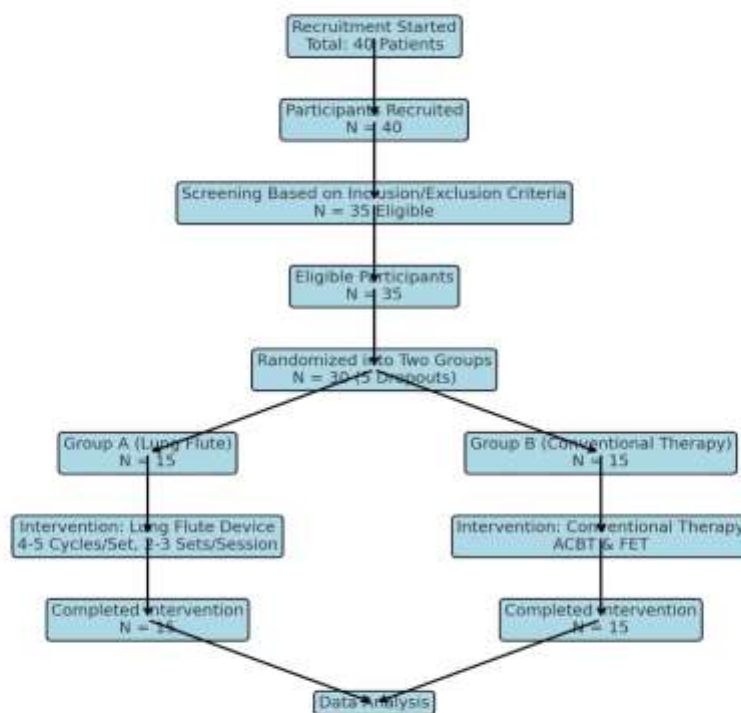 Recruitment Started
Total: 40 Patients
Participants Recruited
N = 40
Screening Based on Inclusion/Exclusion Criteria
N = 35 Eligible
Eligible Participants
N = 35
Randomized into Two Groups
N = 30 (5 Dropouts)
Group A (Lung Flute)
N = 15
Group B (Conventional Therapy)
N = 15
Intervention: Lung Flute Device
4-5 Cycles/Set, 2-3 Sets/Session
Intervention: Conventional Therapy
ACBT & FET
Completed Intervention
N = 15
Completed Intervention
N = 15
Data Analysis